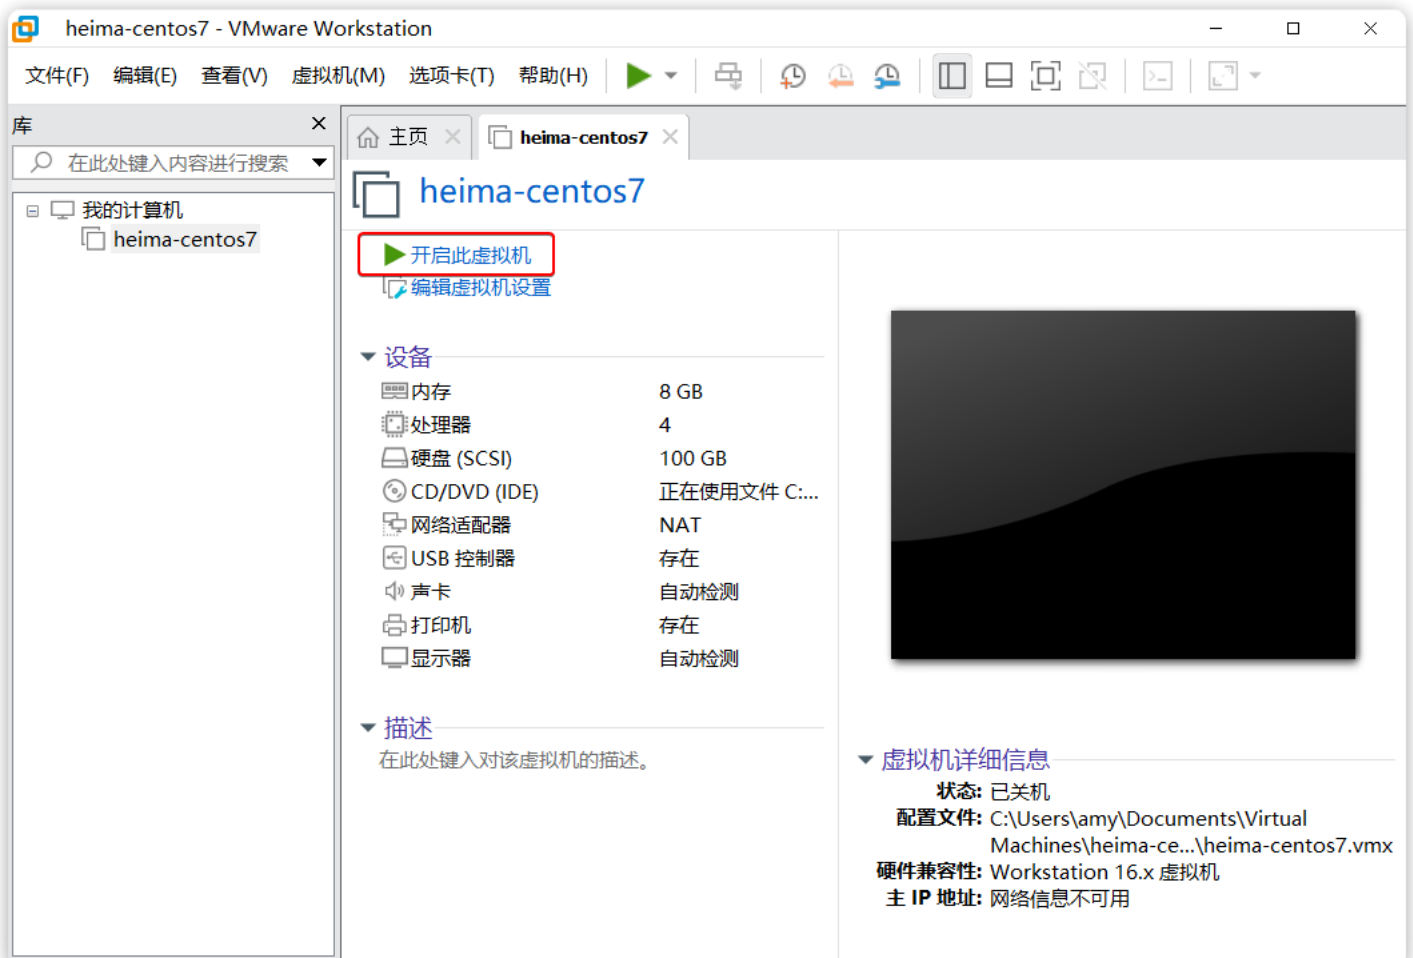 heima-centos7 - VMware Workstation
文件(F) 编辑(E) 查看(V) 虚拟机(M) 选项卡(T) 帮助(H)
库
在此处键入内容进行搜索
我的计算机
heima-centos7
主页 heima-centos7
heima-centos7
开启此虚拟机
编辑虚拟机设置
设备
内存 8 GB
处理器 4
硬盘 (SCSI) 100 GB
CD/DVD (IDE) 正在使用文件 C:...
网络适配器 NAT
USB 控制器 存在
声卡 自动检测
打印机 存在
显示器 自动检测
描述
在此处键入对该虚拟机的描述。
虚拟机详细信息
状态: 已关机
配置文件: C:\Users\amy\Documents\Virtual
Machines\heima-ce...\heima-centos7.vmx
硬件兼容性: Workstation 16.x 虚拟机
主 IP 地址: 网络信息不可用